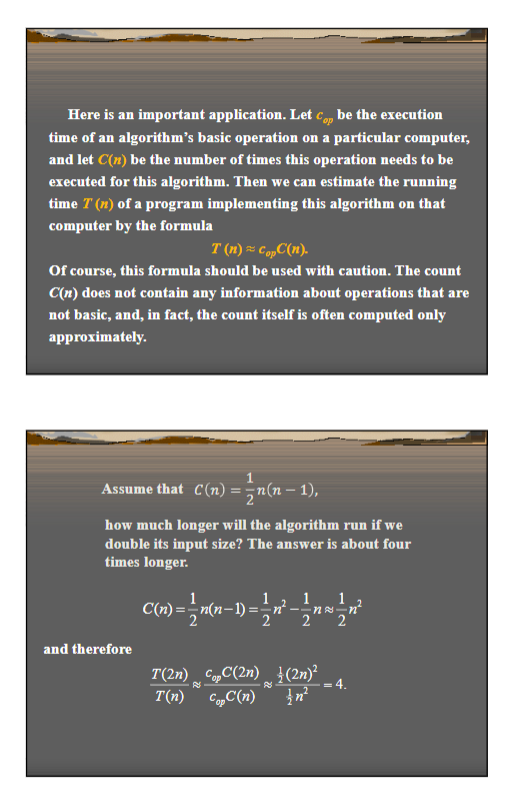 Here is an important application. Let c_op be the execution
time of an algorithm's basic operation on a particular computer,
and let C(n) be the number of times this operation needs to be
executed for this algorithm. Then we can estimate the running
time T (n) of a program implementing this algorithm on that
computer by the formula
T (n) ≈ c_op C(n).
Of course, this formula should be used with caution. The count
C(n) does not contain any information about operations that are
not basic, and, in fact, the count itself is often computed only
approximately.
Assume that C(n) = 1/2 n(n − 1),
how much longer will the algorithm run if we
double its input size? The answer is about four
times longer.
C(n) = 1/2 n(n−1) = 1/2 n² − 1/2 n ≈ 1/2 n²
and therefore
T(2n)/T(n) ≈ c_op C(2n)/c_op C(n) ≈ 1/2 (2n)²/1/2 n² = 4.